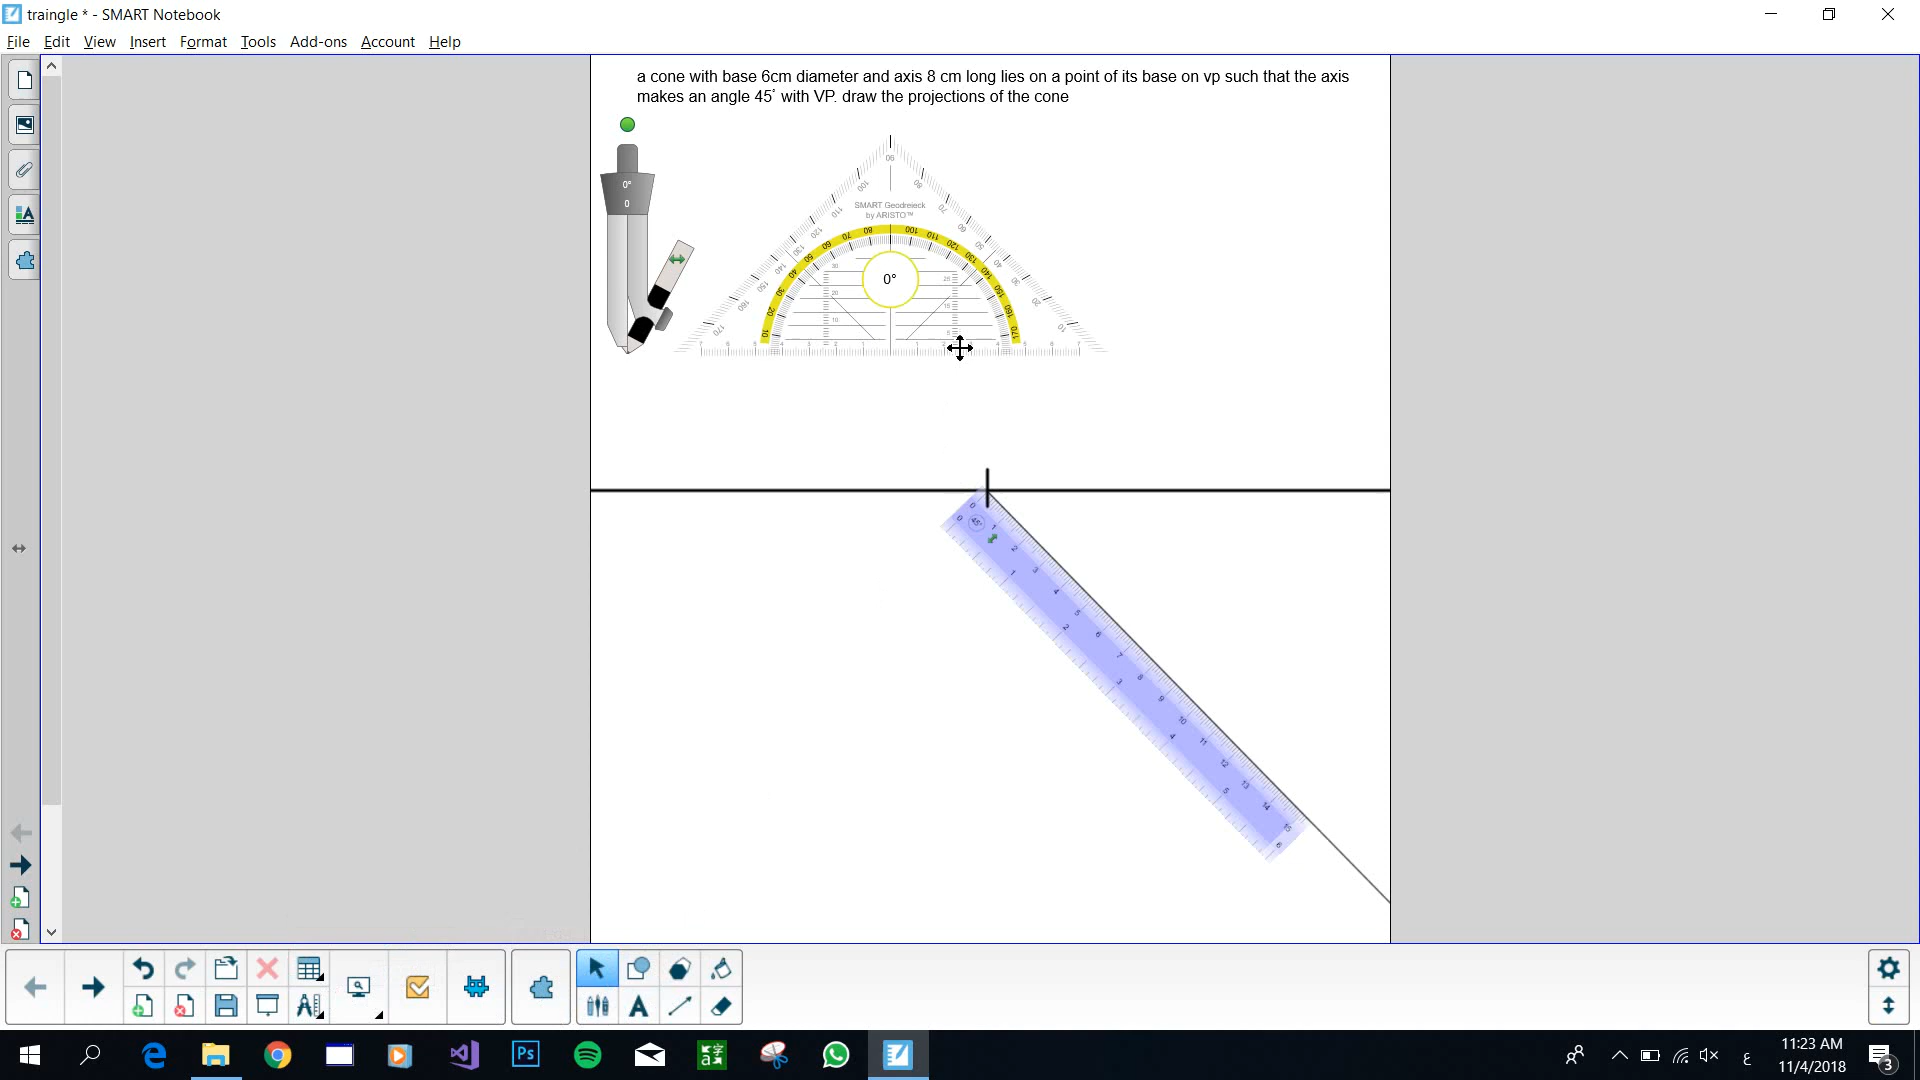 traingle * - SMART Notebook
File Edit View Insert Format Tools Add-ons Account Help
a cone with base 6cm diameter and axis 8 cm long lies on a point of its base on vp such that the axis
makes an angle 45° with VP. draw the projections of the cone
0°
0
SMART Geodreieck
by ARISTO™
0°
45°
11:23 AM
11/4/2018
3